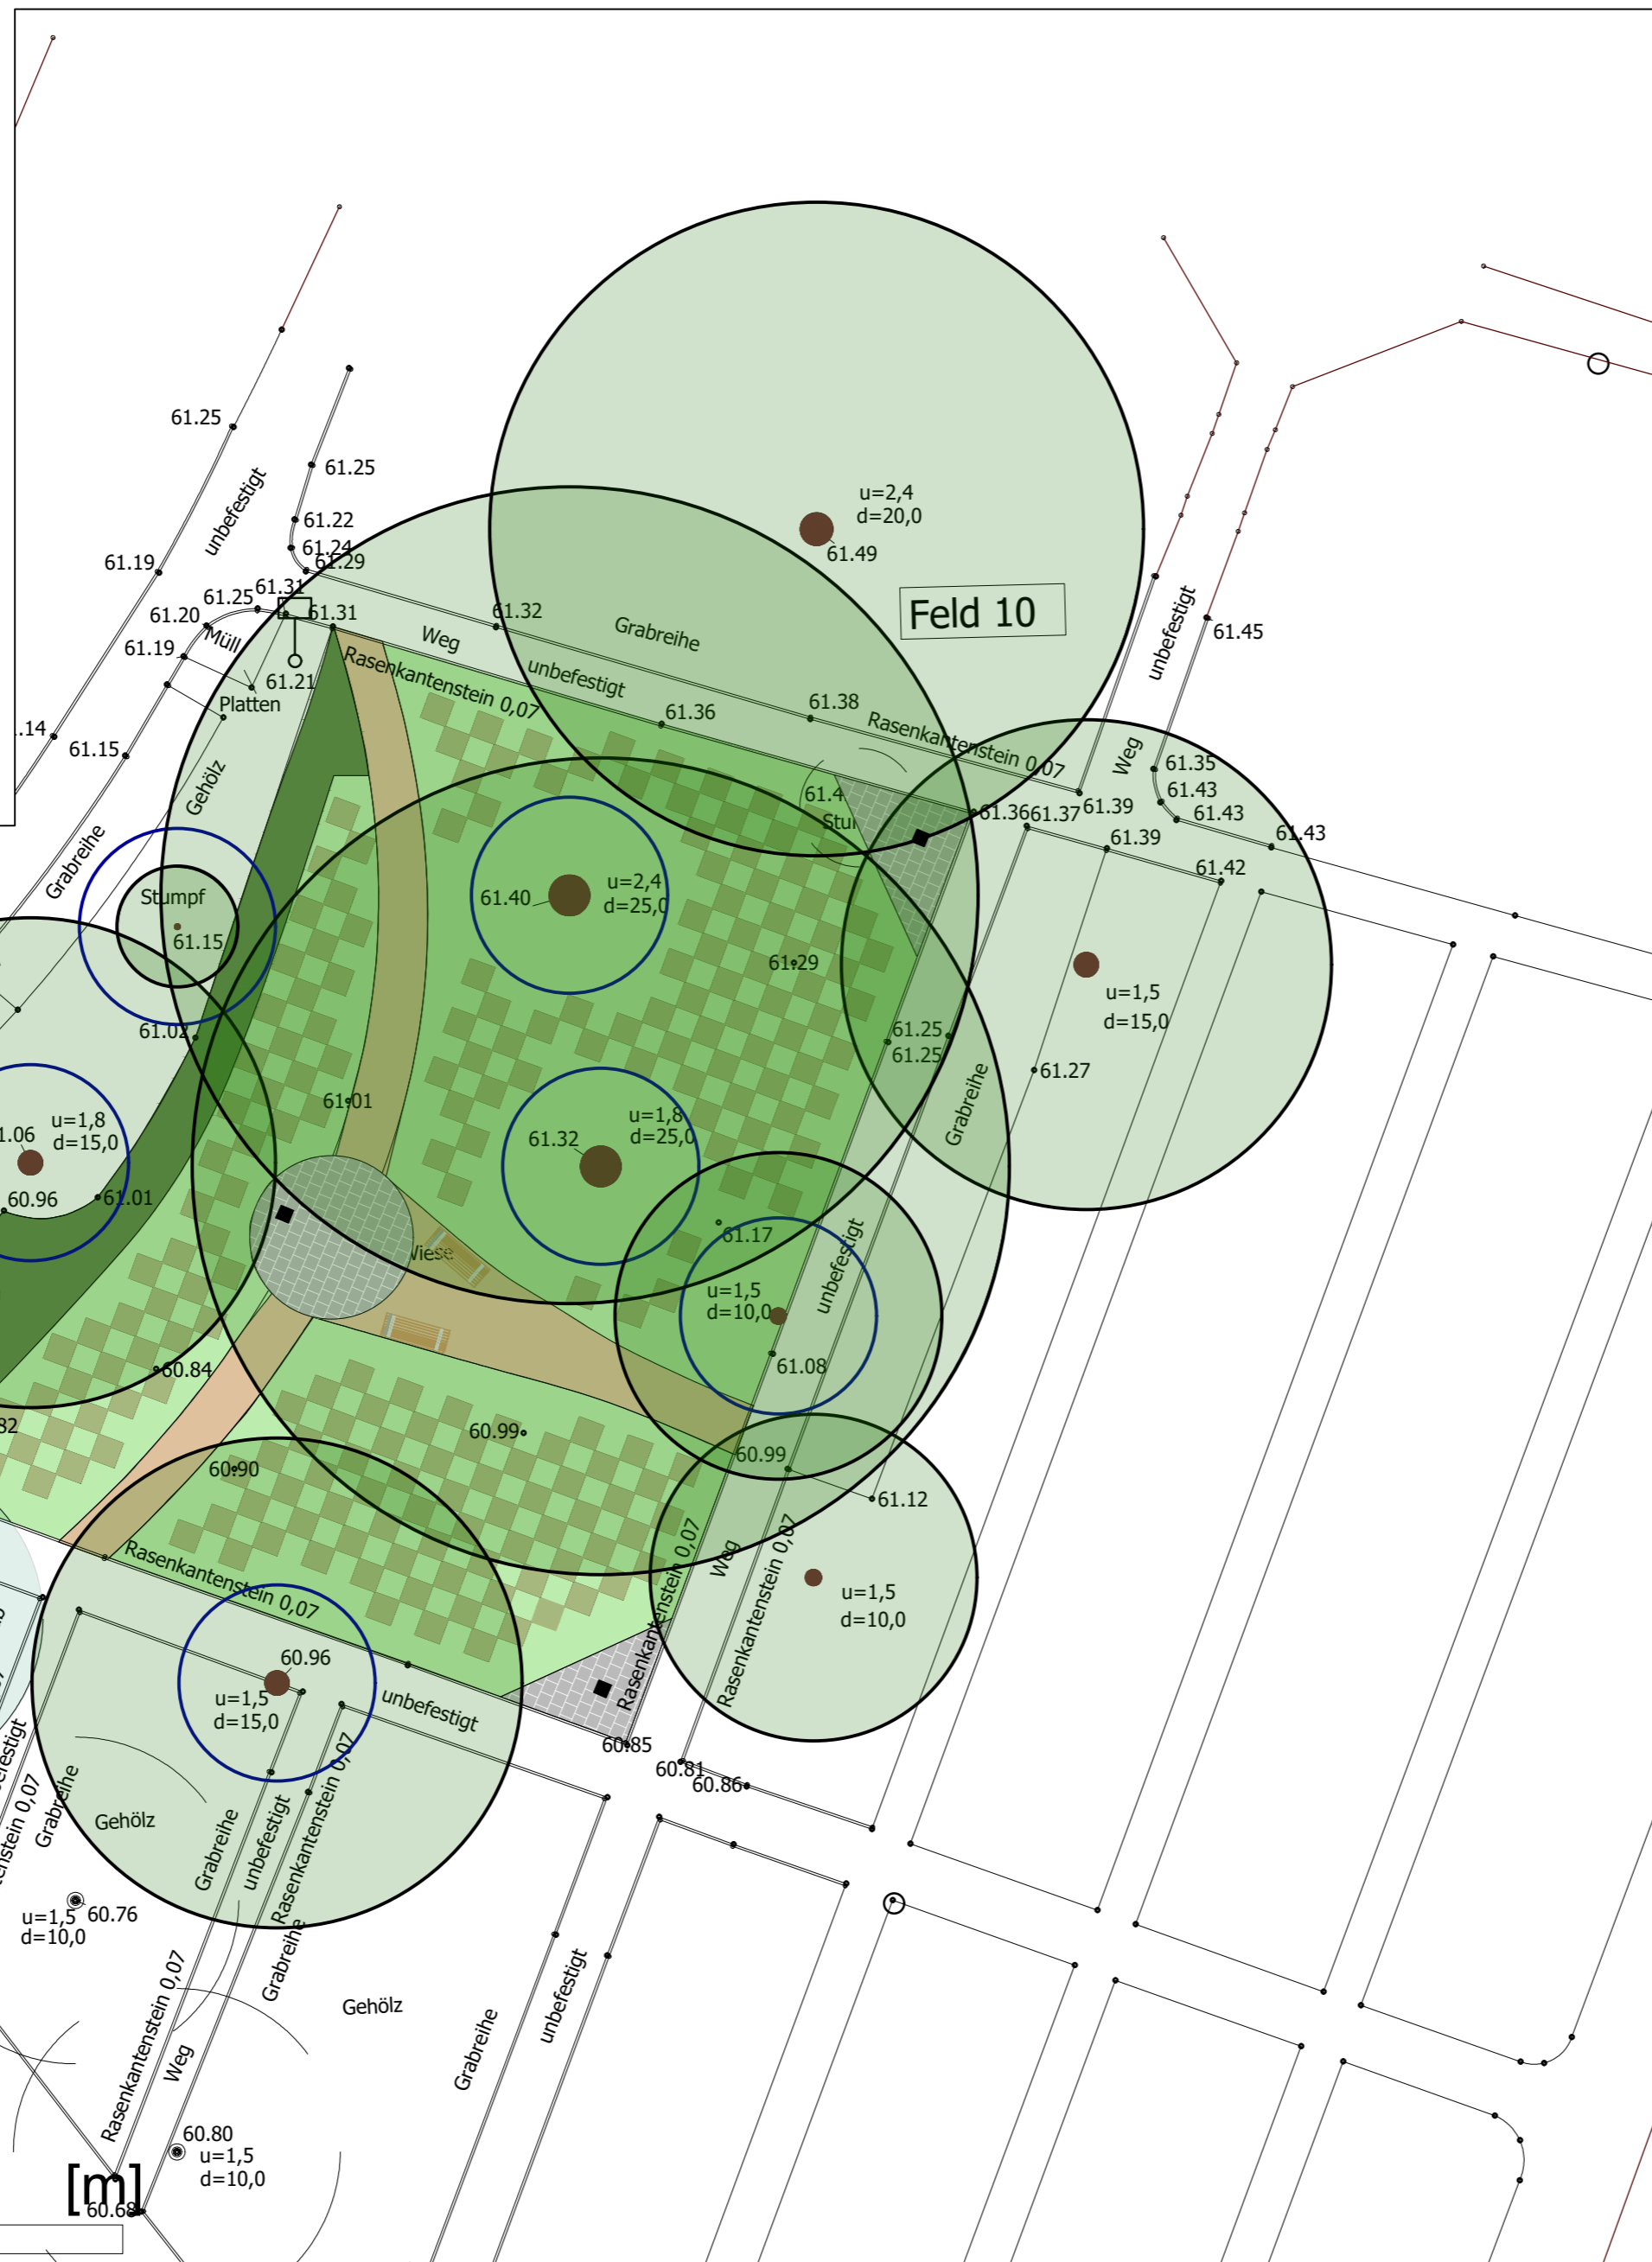 61.25
unbefestigt
61.25
61.22
61.24
61.29
61.19
61.31
61.25
61.31
61.20
Müll
61.19
61.21
Platten
61.15
Gehölz
Grabreihe
Stumpf
61.15
61.02
u=2,4
d=20,0
61.49
Feld 10
61.32
Grabreihe
Weg
unbefestigt
Rasenkantenstein 0,07
61.36
61.38
Rasenkantenstein 0,07
unbefestigt
61.45
Weg
61.35
61.43
61.43
61.43
61.39
61.37
61.36
61.39
61.42
61.40
u=2,4
d=25,0
61.29
u=1,5
d=15,0
61.25
61.25
61.27
Grabreihe
61.01
u=1,8
d=15,0
60.96
61.01
61.32
u=1,8
d=25,0
61.17
unbefestigt
u=1,5
d=10,0
61.08
60.84
60.99
60.90
60.99
61.12
Rasenkantenstein 0,07
Weg
Rasenkantenstein 0,07
u=1,5
d=10,0
Rasenkantenstein 0,07
60.96
u=1,5
d=15,0
unbefestigt
60.85
60.81
60.86
Grabreihe
Gehölz
Grabreihe
unbefestigt
Rasenkantenstein 0,07
Grabreihe
60.76
u=1,5
d=10,0
Rasenkantenstein 0,07
Weg
Gehölz
Grabreihe
unbefestigt
60.80
u=1,5
d=10,0
[m]
60.68